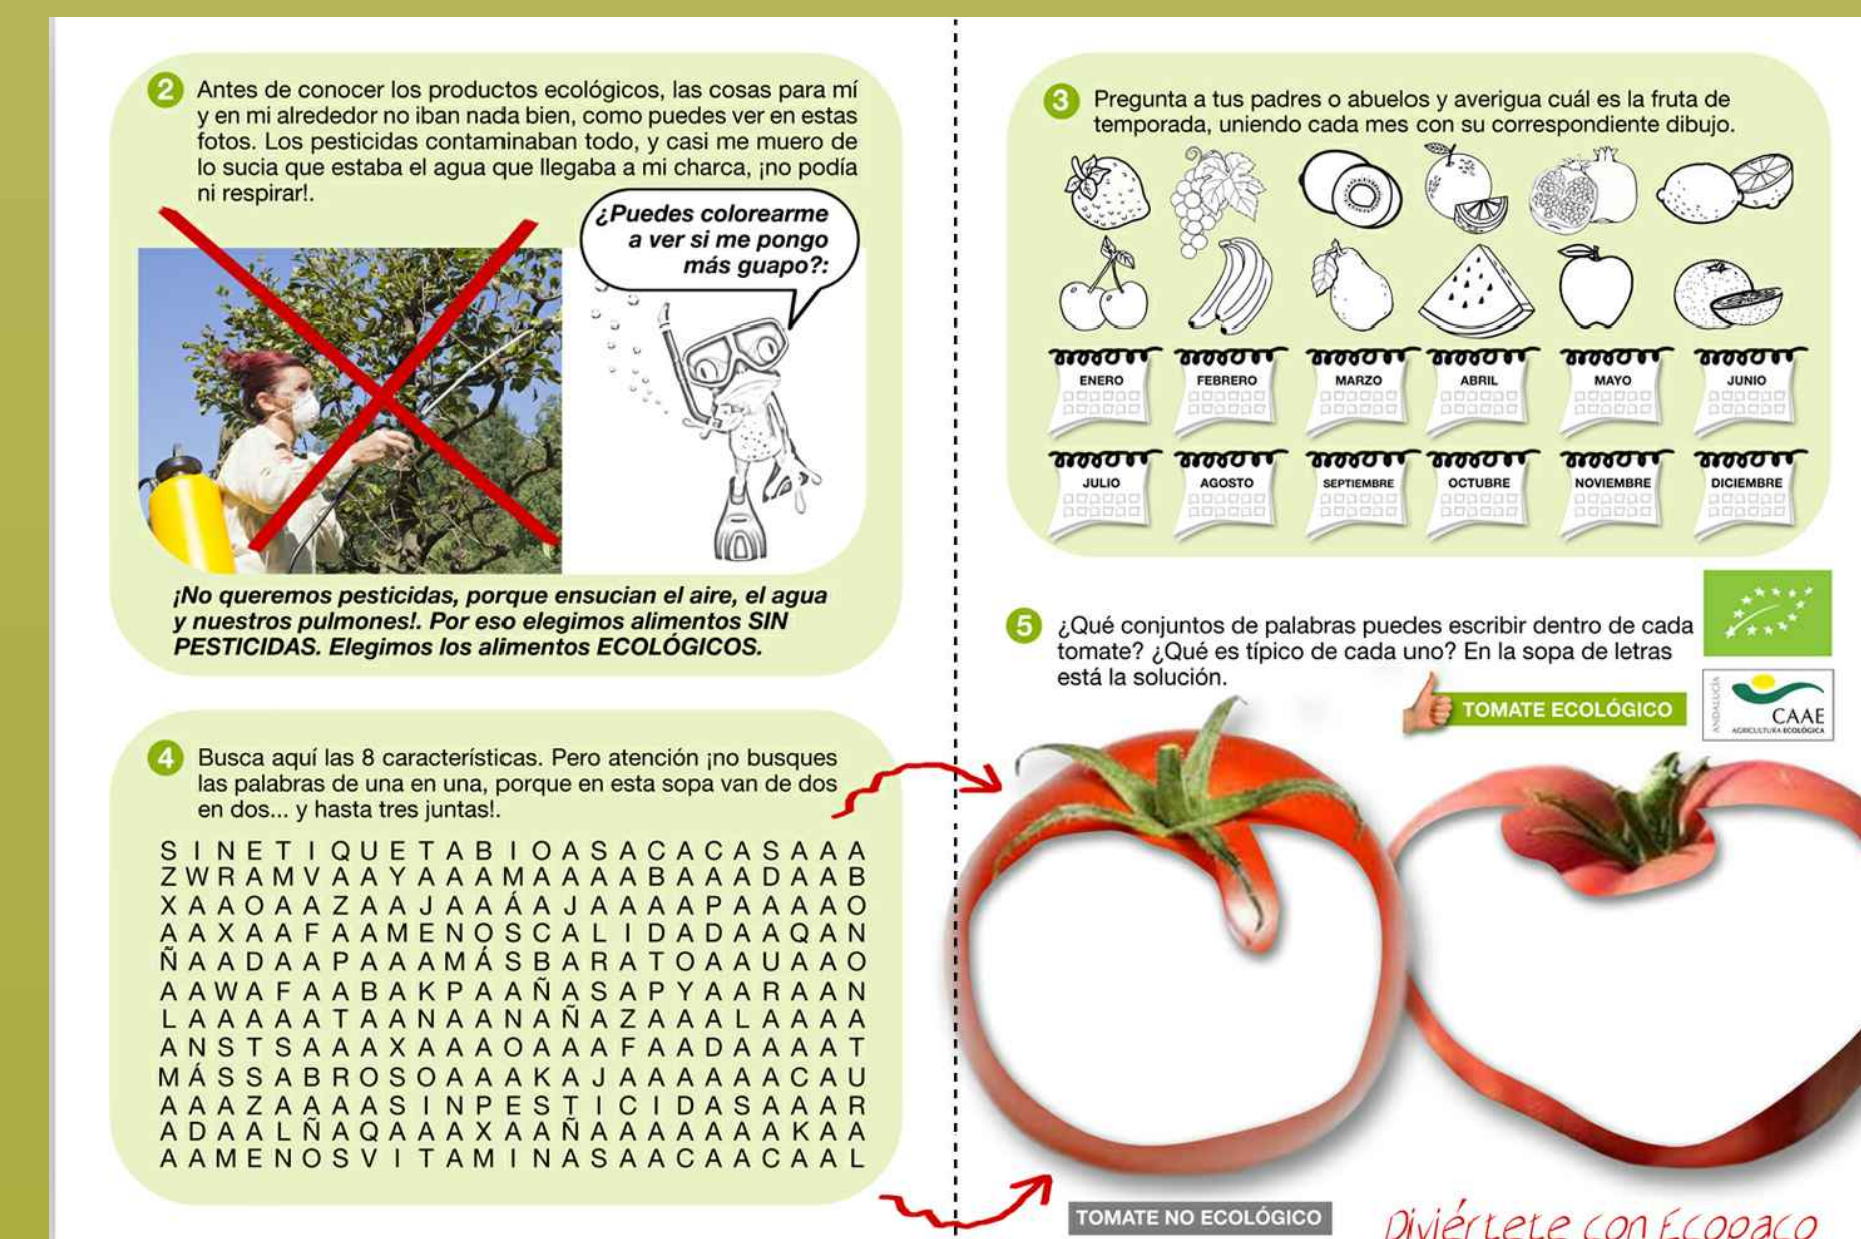 2 Antes de conocer los productos ecológicos, las cosas para mí
y en mi alrededor no iban nada bien, como puedes ver en estas
fotos. Los pesticidas contaminaban todo, y casi me muero de
lo sucia que estaba el agua que llegaba a mi charca, ¡no podía
ni respirar!.
¿Puedes colorearme
a ver si me pongo
más guapo?:
¡No queremos pesticidas, porque ensucian el aire, el agua
y nuestros pulmones!. Por eso elegimos alimentos SIN
PESTICIDAS. Elegimos los alimentos ECOLÓGICOS.
3 Pregunta a tus padres o abuelos y averigua cuál es la fruta de
temporada, uniendo cada mes con su correspondiente dibujo.
ENERO FEBRERO MARZO ABRIL MAYO JUNIO
JULIO AGOSTO SEPTIEMBRE OCTUBRE NOVIEMBRE DICIEMBRE
4 Busca aquí las 8 características. Pero atención ¡no busques
las palabras de una en una, porque en esta sopa van de dos
en dos... y hasta tres juntas!.
S I N E T I Q U E T A B I O A S A C A C A S A A A
Z W R A M V A A Y A A A M A A A A B A A A D A A B
X A A O A A Z A A J A A Á A J A A A A P A A A A O
A A X A A F A A M E N O S C A L I D A D A A Q A N
Ñ A A D A A P A A A M Á S B A R A T O A A U A A O
A A W A F A A B A K P A A Ñ A S A P Y A A R A A N
L A A A A A T A A N A A N A Ñ A Z A A A L A A A A
A N S T S A A A X A A A O A A A F A A D A A A A T
M Á S S A B R O S O A A A K A J A A A A A A C A U
A A A Z A A A A S I N P E S T I C I D A S A A A R
A D A A L Ñ A Q A A A X A A Ñ A A A A A A A K A A
A A M E N O S V I T A M I N A S A A C A A C A A L
5 ¿Qué conjuntos de palabras puedes escribir dentro de cada
tomate? ¿Qué es típico de cada uno? En la sopa de letras
está la solución.
TOMATE ECOLÓGICO
ANDALUCÍA
CAAE
AGRICULTURA ECOLÓGICA
TOMATE NO ECOLÓGICO
Diviértete con Ecopaco